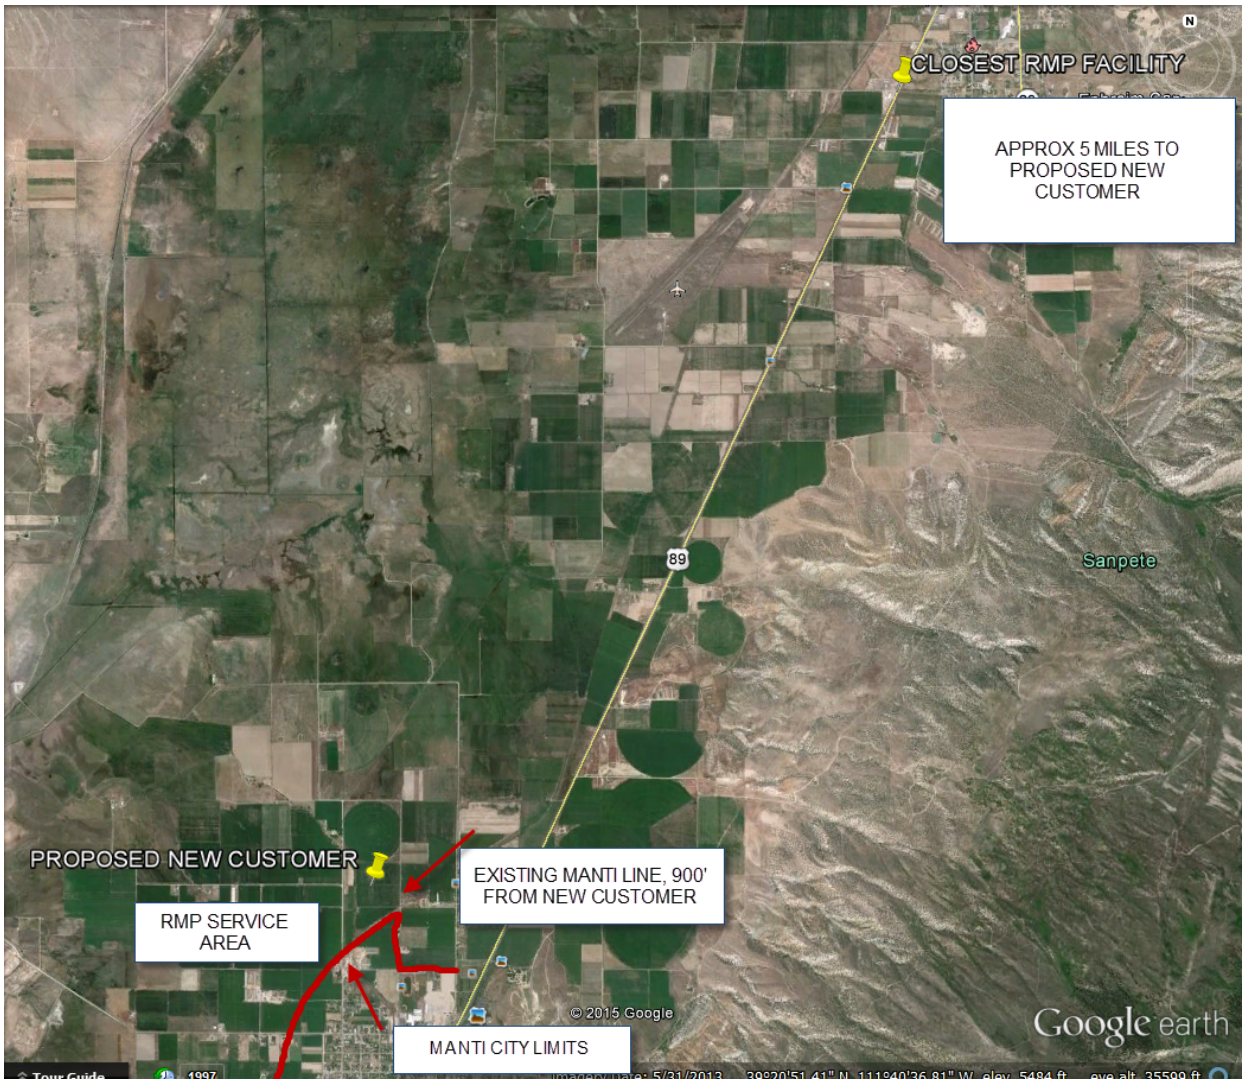 N
CLOSEST RMP FACILITY
APPROX 5 MILES TO
PROPOSED NEW
CUSTOMER
89
Sanpete
PROPOSED NEW CUSTOMER
EXISTING MANTI LINE, 900'
FROM NEW CUSTOMER
RMP SERVICE
AREA
© 2015 Google
Google earth
MANTI CITY LIMITS
Tour Guide
1997
Imagery Date: 5/31/2013 39°20'51.41" N 111°40'36.81" W elev 5484 ft eye alt 35599 ft